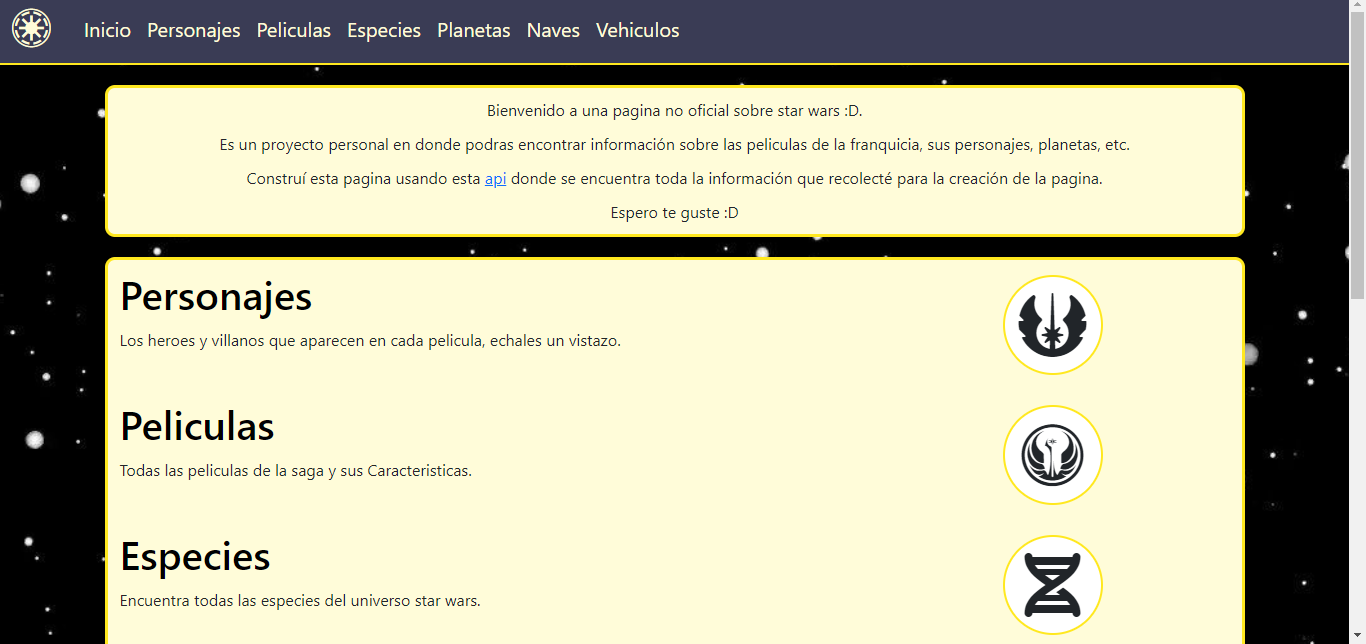 Inicio Personajes Peliculas Especies Planetas Naves Vehiculos
Bienvenido a una pagina no oficial sobre star wars :D.
Es un proyecto personal en donde podras encontrar información sobre las peliculas de la franquicia, sus personajes, planetas, etc.
Construí esta pagina usando esta api donde se encuentra toda la información que recolecté para la creación de la pagina.
Espero te guste :D
Personajes
Los heroes y villanos que aparecen en cada pelicula, echales un vistazo.
Peliculas
Todas las peliculas de la saga y sus Caracteristicas.
Especies
Encuentra todas las especies del universo star wars.